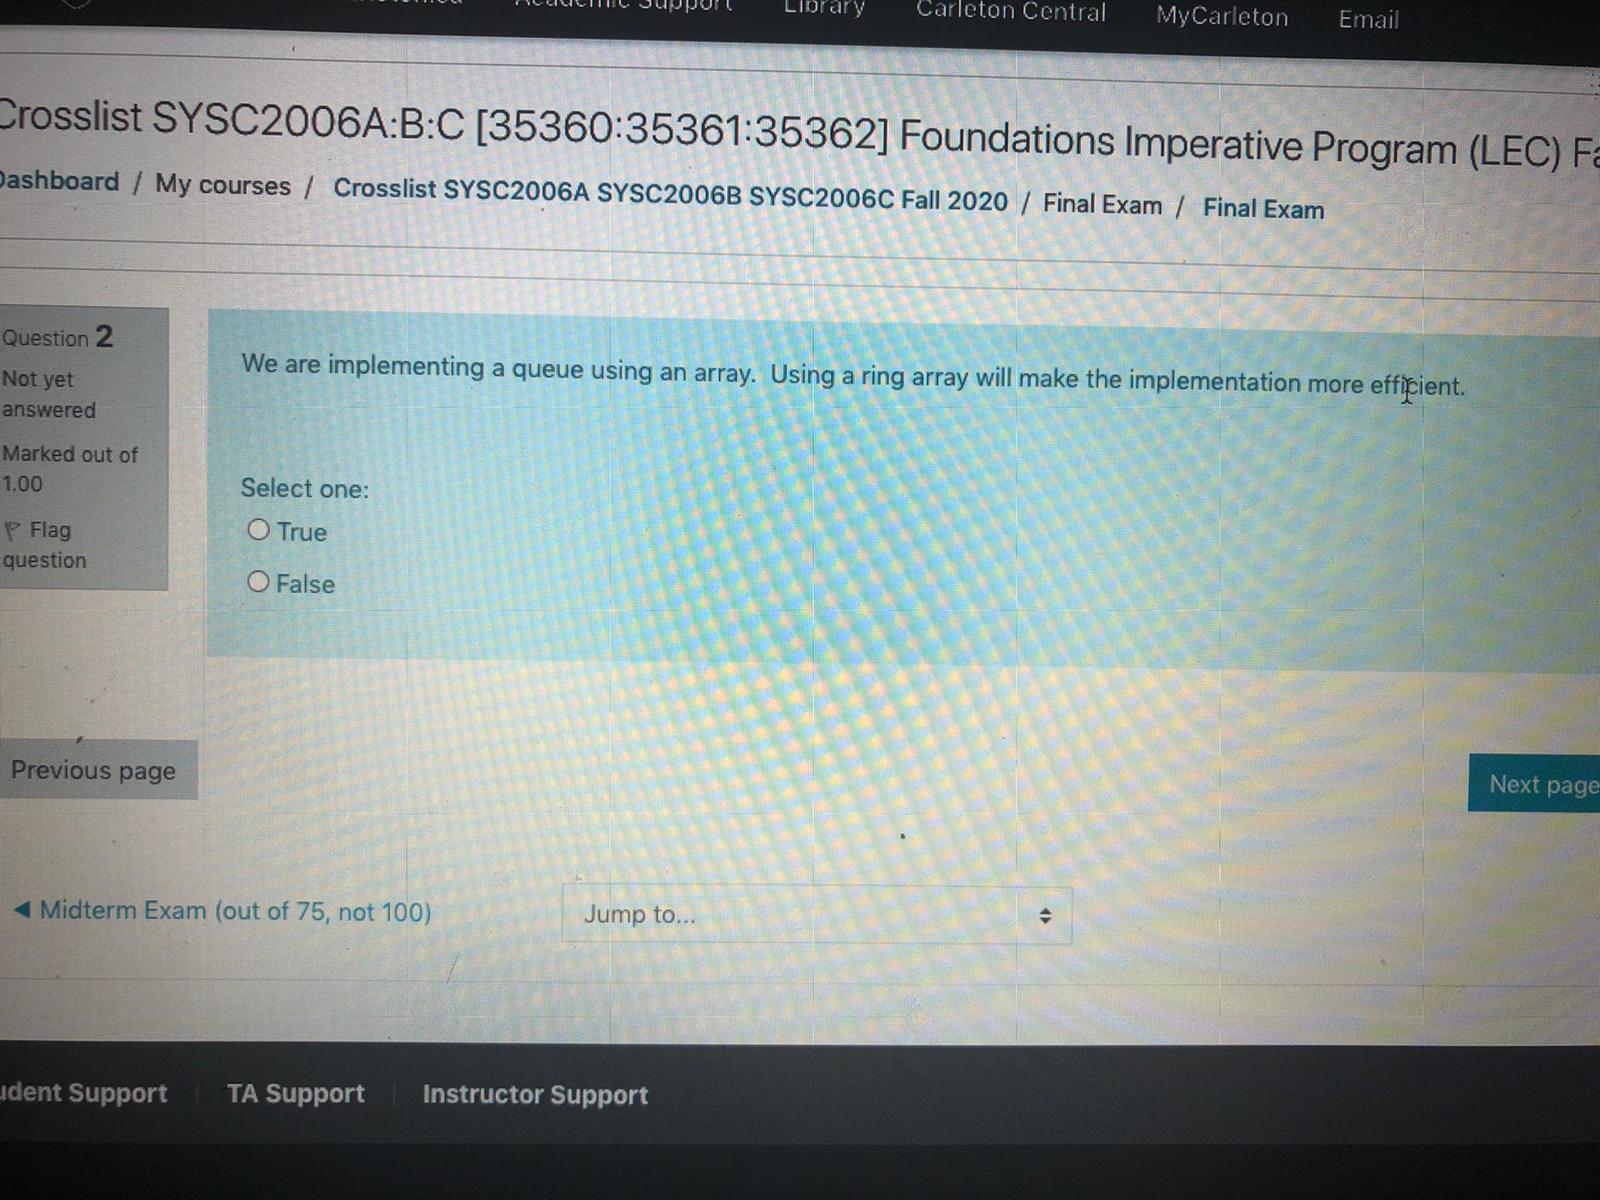 Support
Library
Carleton Central
MyCarleton
Email
Crosslist SYSC2006A:B:C [35360:35361:35362] Foundations Imperative Program (LEC) Fa
Dashboard / My courses / Crosslist SYSC2006A SYSC2006B SYSC2006C Fall 2020 / Final Exam / Final Exam
Question 2
Not yet
answered
Marked out of
1.00
Flag
question
We are implementing a queue using an array. Using a ring array will make the implementation more efficient.
Select one:
True
False
Previous page
Next page
◄ Midterm Exam (out of 75, not 100)
Jump to...
udent Support
TA Support
Instructor Support